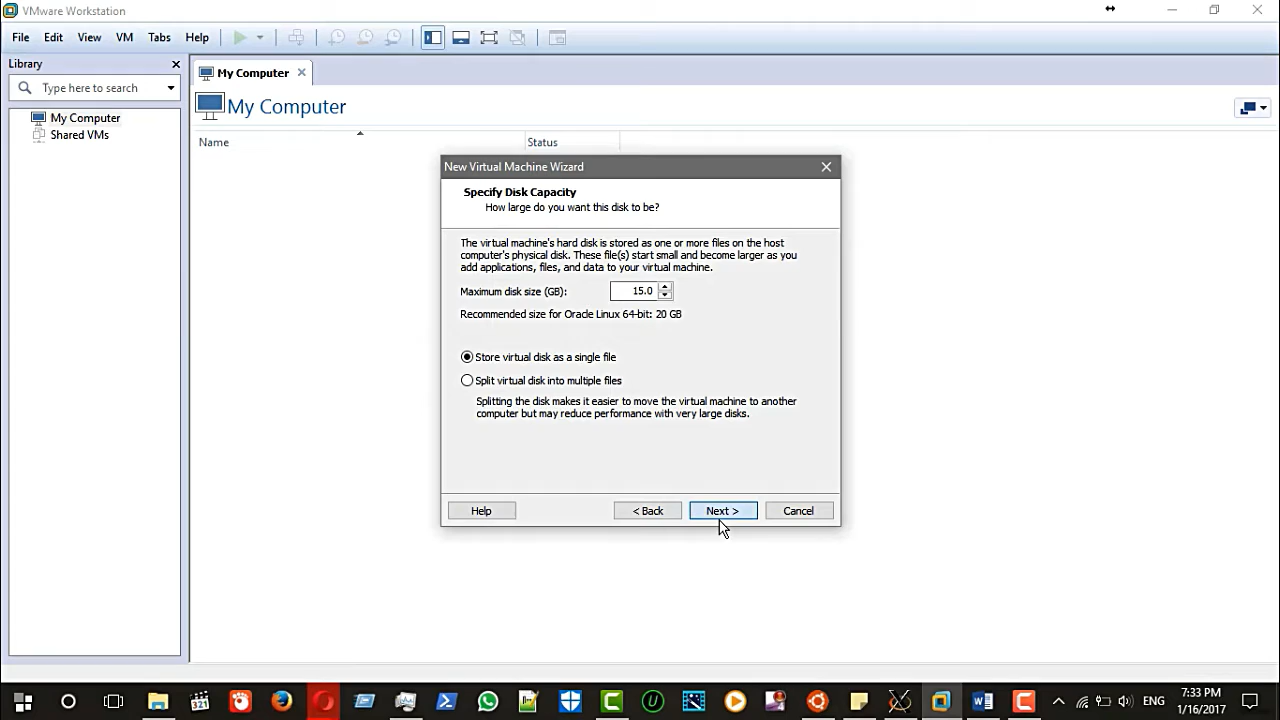 VMware Workstation
File Edit View VM Tabs Help
Library
Type here to search
My Computer
Shared VMs
My Computer
My Computer
Name Status
New Virtual Machine Wizard
Specify Disk Capacity
How large do you want this disk to be?
The virtual machine's hard disk is stored as one or more files on the host
computer's physical disk. These file(s) start small and become larger as you
add applications, files, and data to your virtual machine.
Maximum disk size (GB): 15.0
Recommended size for Oracle Linux 64-bit: 20 GB
Store virtual disk as a single file
Split virtual disk into multiple files
Splitting the disk makes it easier to move the virtual machine to another
computer but may reduce performance with very large disks.
Help < Back Next > Cancel
321
ENG
7:33 PM
1/16/2017